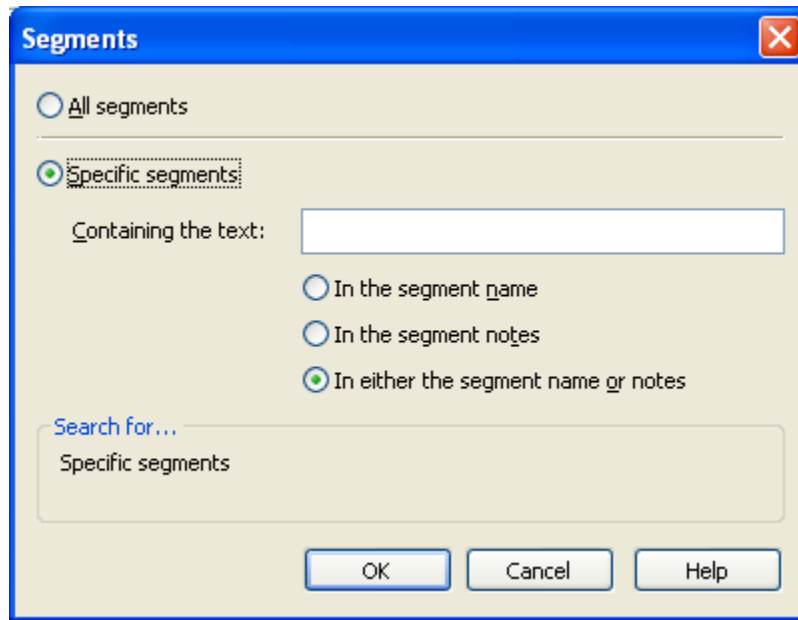 Segments
All segments
Specific segments
Containing the text:
In the segment name
In the segment notes
In either the segment name or notes
Search for...
Specific segments
OK Cancel Help